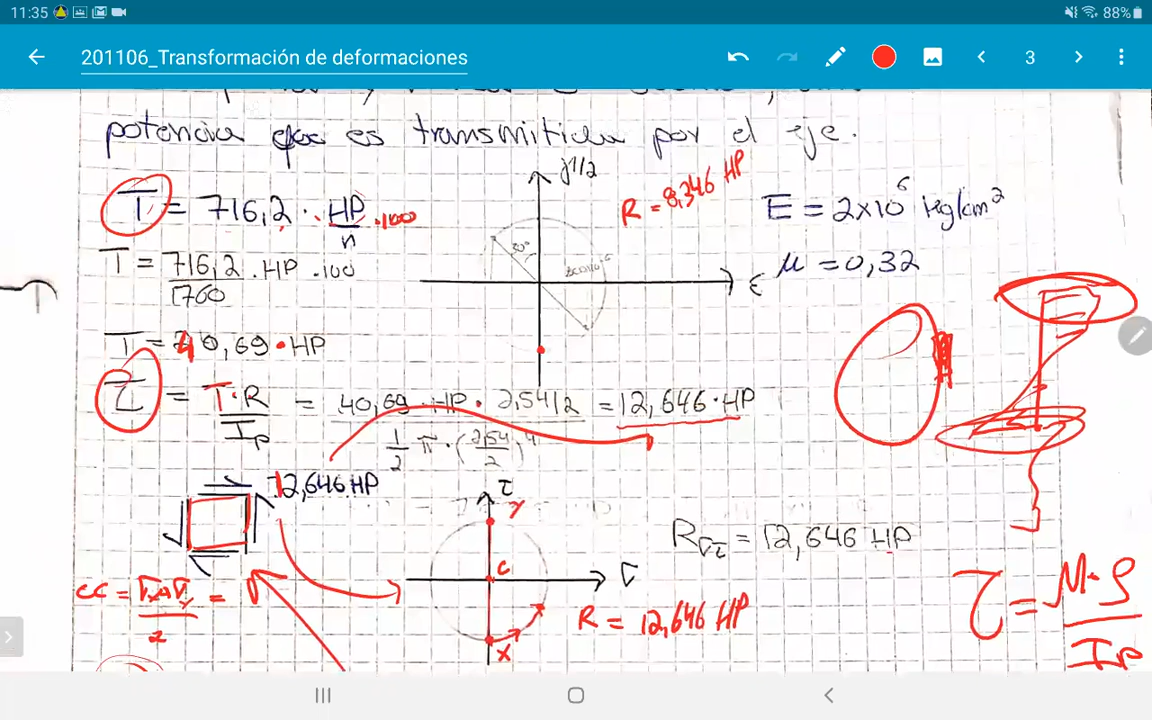 11:35 88%
201106_Transformación de deformaciones 3
potencia que es transmitida por el eje.
T = 716,2 . HP/n .100
γ/2
R = 8,346 HP
E = 2x10^6 kg/cm²
T = 716,2/1760 .HP .100
30°
ε
μ = 0,32
T = 40,69 • HP
τ = T·R/Ip = 40,69 . HP • 2,54/2 / 1/2 π · (2,54/2)^4 = 12,646 · HP
12,646 HP
τ
y
Rστ = 12,646 HP
c
σ
cc = σx+σy/2 =
R = 12,646 HP
x
τ = M·ρ/Ip